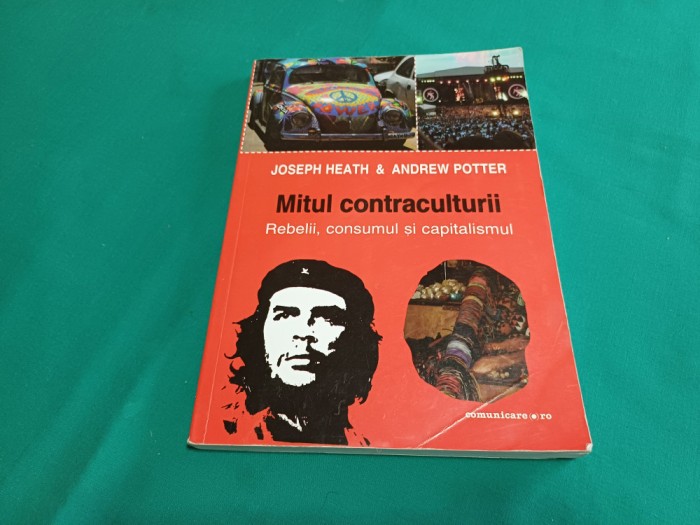 JOSEPH HEATH & ANDREW POTTER
Mitul contraculturii
Rebelii, consumul și capitalismul
comunicare.ro